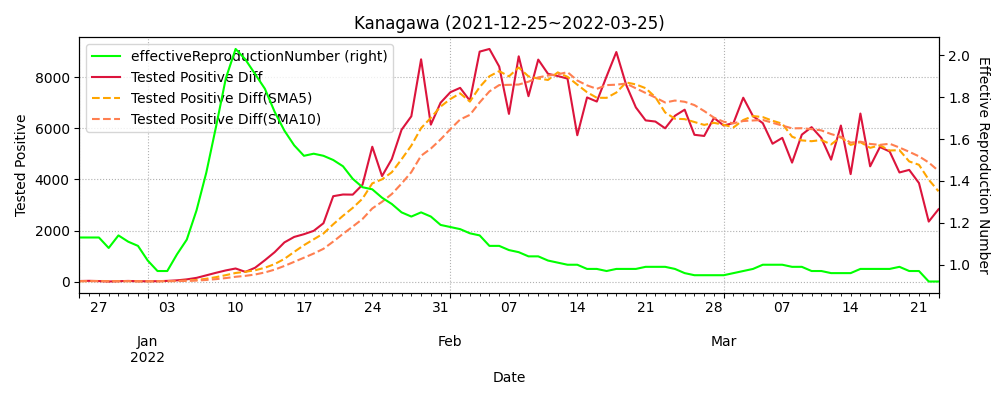 Kanagawa (2021-12-25~2022-03-25)
effectiveReproductionNumber (right)
Tested Positive Diff
Tested Positive Diff(SMA5)
Tested Positive Diff(SMA10)
Tested Positive
8000
6000
4000
2000
0
Effective Reproduction Number
2.0
1.8
1.6
1.4
1.2
1.0
27 03 10 17 24 31 07 14 21 28 07 14 21
Jan Feb Mar
2022
Date